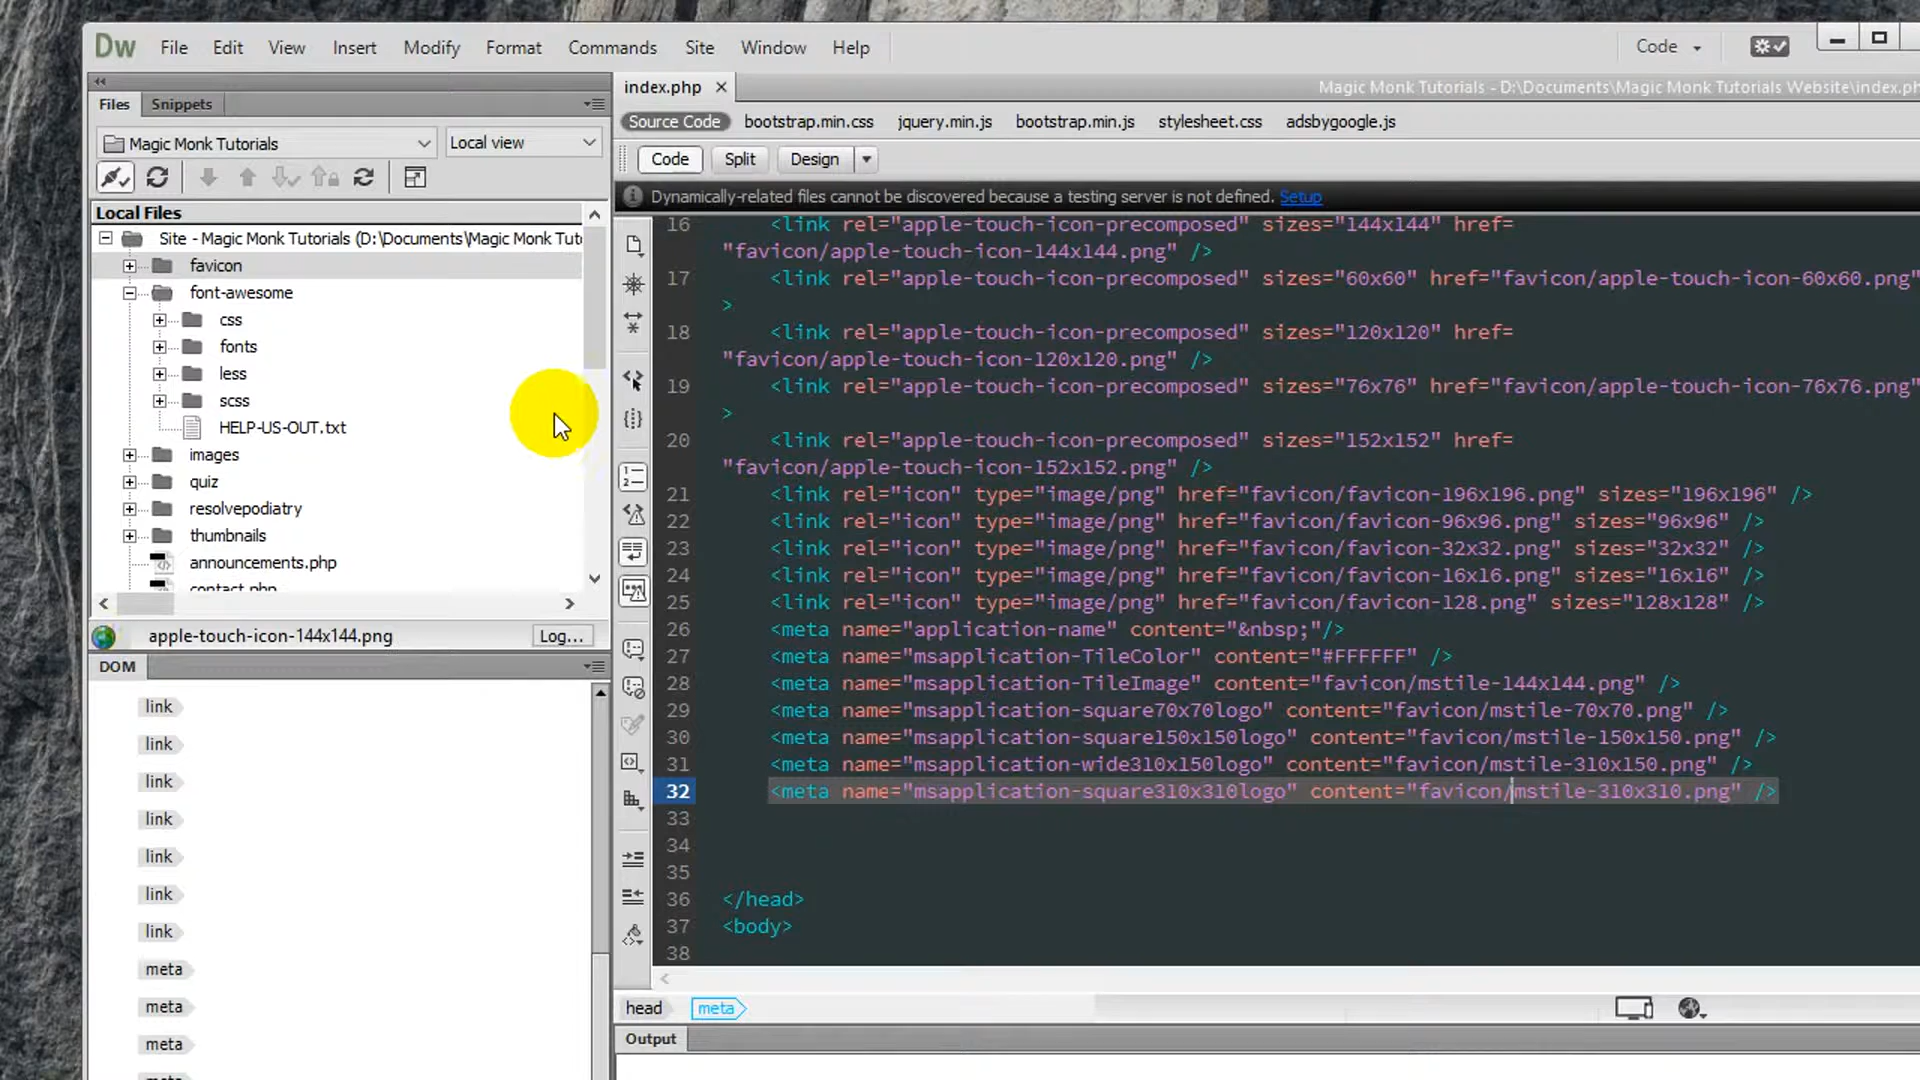 Dw File Edit View Insert Modify Format Commands Site Window Help Code
Files Snippets
Magic Monk Tutorials Local view
Local Files
Site - Magic Monk Tutorials (D:\Documents\Magic Monk Tuto
favicon
font-awesome
css
fonts
less
scss
HELP-US-OUT.txt
images
quiz
resolvepodiatry
thumbnails
announcements.php
contact.php
apple-touch-icon-144x144.png Log...
DOM
link
link
link
link
link
link
link
meta
meta
meta
index.php
Magic Monk Tutorials - D:\Documents\Magic Monk Tutorials Website\index.ph
Source Code bootstrap.min.css jquery.min.js bootstrap.min.js stylesheet.css adsbygoogle.js
Code Split Design
Dynamically-related files cannot be discovered because a testing server is not defined. Setup
16 <link rel="apple-touch-icon-precomposed" sizes="144x144" href=
"favicon/apple-touch-icon-144x144.png" />
17 <link rel="apple-touch-icon-precomposed" sizes="60x60" href="favicon/apple-touch-icon-60x60.png"
>
18 <link rel="apple-touch-icon-precomposed" sizes="120x120" href=
"favicon/apple-touch-icon-120x120.png" />
19 <link rel="apple-touch-icon-precomposed" sizes="76x76" href="favicon/apple-touch-icon-76x76.png"
>
20 <link rel="apple-touch-icon-precomposed" sizes="152x152" href=
"favicon/apple-touch-icon-152x152.png" />
21 <link rel="icon" type="image/png" href="favicon/favicon-196x196.png" sizes="196x196" />
22 <link rel="icon" type="image/png" href="favicon/favicon-96x96.png" sizes="96x96" />
23 <link rel="icon" type="image/png" href="favicon/favicon-32x32.png" sizes="32x32" />
24 <link rel="icon" type="image/png" href="favicon/favicon-16x16.png" sizes="16x16" />
25 <link rel="icon" type="image/png" href="favicon/favicon-128.png" sizes="128x128" />
26 <meta name="application-name" content="&nbsp;"/>
27 <meta name="msapplication-TileColor" content="#FFFFFF" />
28 <meta name="msapplication-TileImage" content="favicon/mstile-144x144.png" />
29 <meta name="msapplication-square70x70logo" content="favicon/mstile-70x70.png" />
30 <meta name="msapplication-square150x150logo" content="favicon/mstile-150x150.png" />
31 <meta name="msapplication-wide310x150logo" content="favicon/mstile-310x150.png" />
32 <meta name="msapplication-square310x310logo" content="favicon/mstile-310x310.png" />
33
34
35
36 </head>
37 <body>
38
head meta
Output